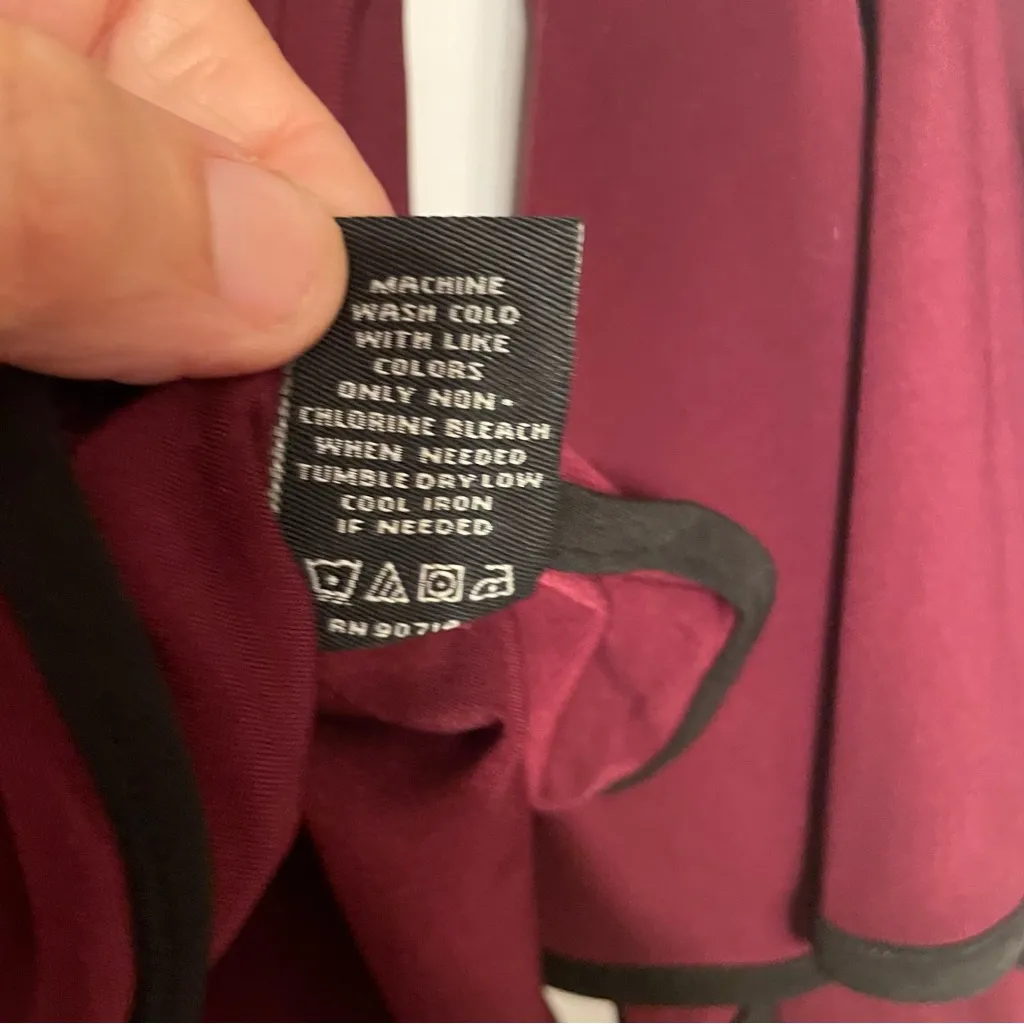 MACHINE
WASH COLD
WITH LIKE
COLORS
ONLY NON-
CHLORINE BLEACH
WHEN NEEDED
TUMBLE DRY LOW
COOL IRON
IF NEEDED
RN